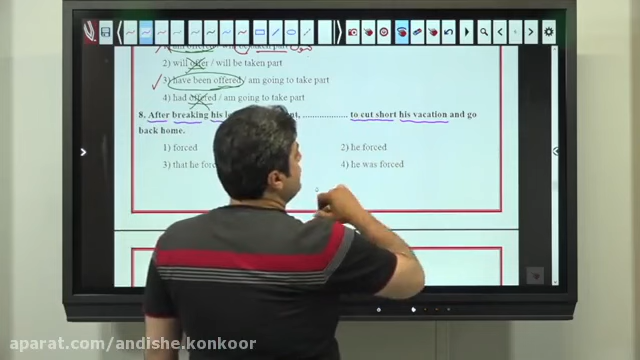 2) will offer / will be taken part
3) have been offered / am going to take part
4) had offered / am going to take part
8. After breaking his to cut short his vacation and go
back home.
1) forced 2) he forced
3) that he 4) he was forced
aparat.com/andishe.konkoor